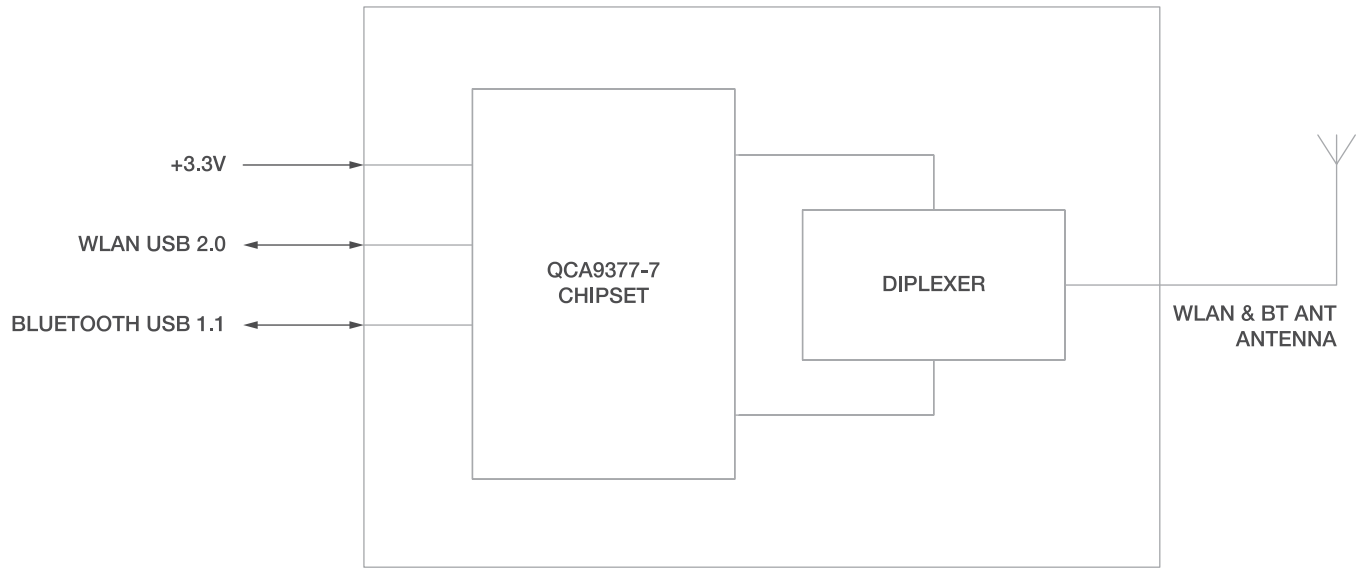 +3.3V
WLAN USB 2.0
BLUETOOTH USB 1.1
QCA9377-7
CHIPSET
DIPLEXER
WLAN & BT ANT
ANTENNA